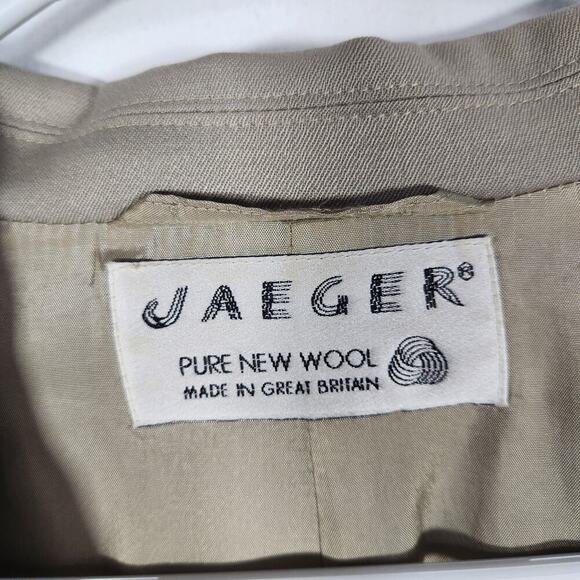 JAEGER®
PURE NEW WOOL
MADE IN GREAT BRITAIN